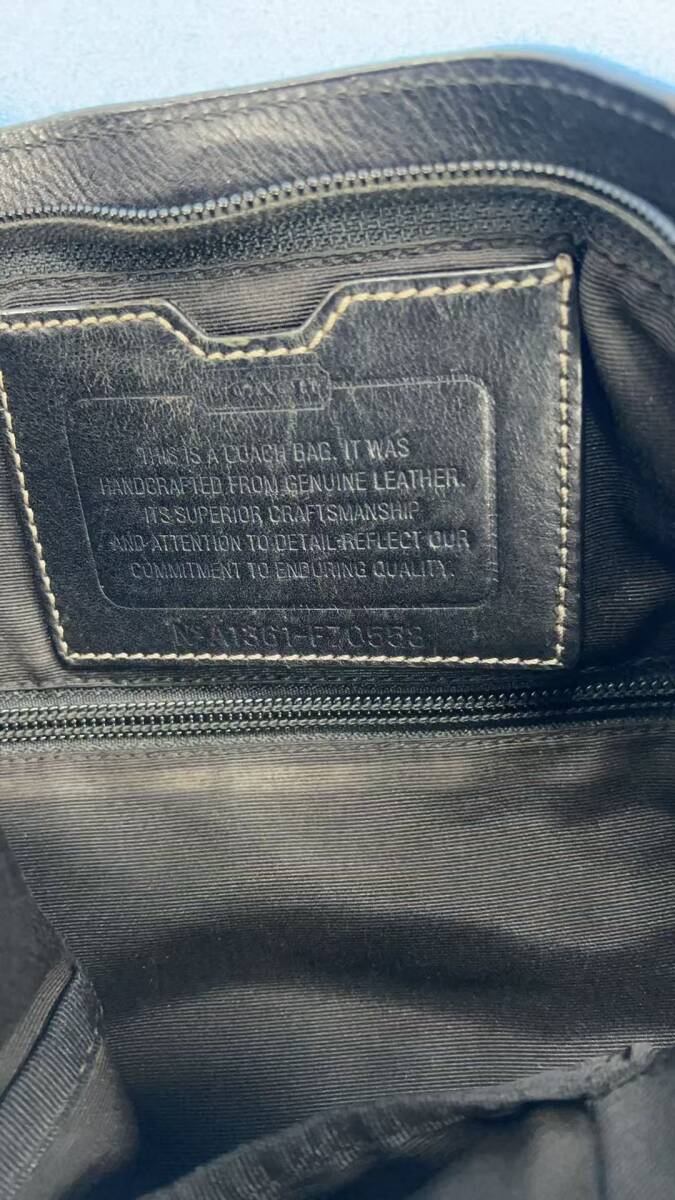 COACH
THIS IS A COACH BAG. IT WAS
HANDCRAFTED FROM GENUINE LEATHER.
ITS SUPERIOR CRAFTSMANSHIP
AND ATTENTION TO DETAIL REFLECT OUR
COMMITMENT TO ENDURING QUALITY.